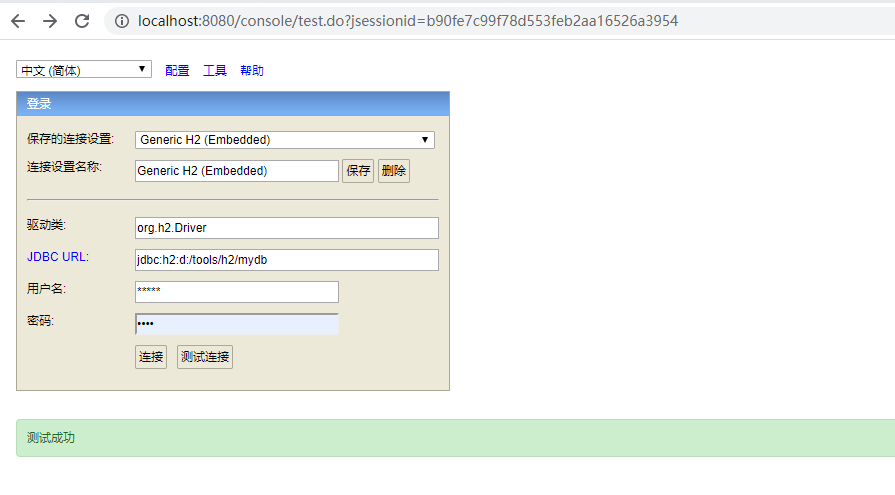 localhost:8080/console/test.do?jsessionid=b90fe7c99f78d553feb2aa16526a3954
中文 (简体) 配置 工具 帮助
登录
保存的连接设置: Generic H2 (Embedded)
连接设置名称: Generic H2 (Embedded) 保存 删除
驱动类: org.h2.Driver
JDBC URL: jdbc:h2:d:/tools/h2/mydb
用户名: *****
密码: ••••
连接 测试连接
测试成功